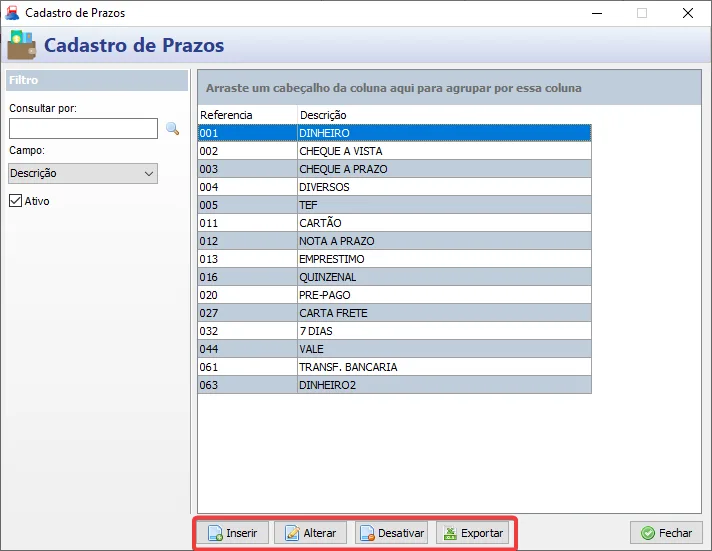 Cadastro de Prazos
Cadastro de Prazos
Filtro
Consultar por:
Campo:
Descrição
Ativo
Arraste um cabeçalho da coluna aqui para agrupar por essa coluna
Referencia Descrição
001 DINHEIRO
002 CHEQUE A VISTA
003 CHEQUE A PRAZO
004 DIVERSOS
005 TEF
011 CARTÃO
012 NOTA A PRAZO
013 EMPRESTIMO
016 QUINZENAL
020 PRE-PAGO
027 CARTA FRETE
032 7 DIAS
044 VALE
061 TRANSF. BANCARIA
063 DINHEIRO2
Inserir Alterar Desativar Exportar Fechar